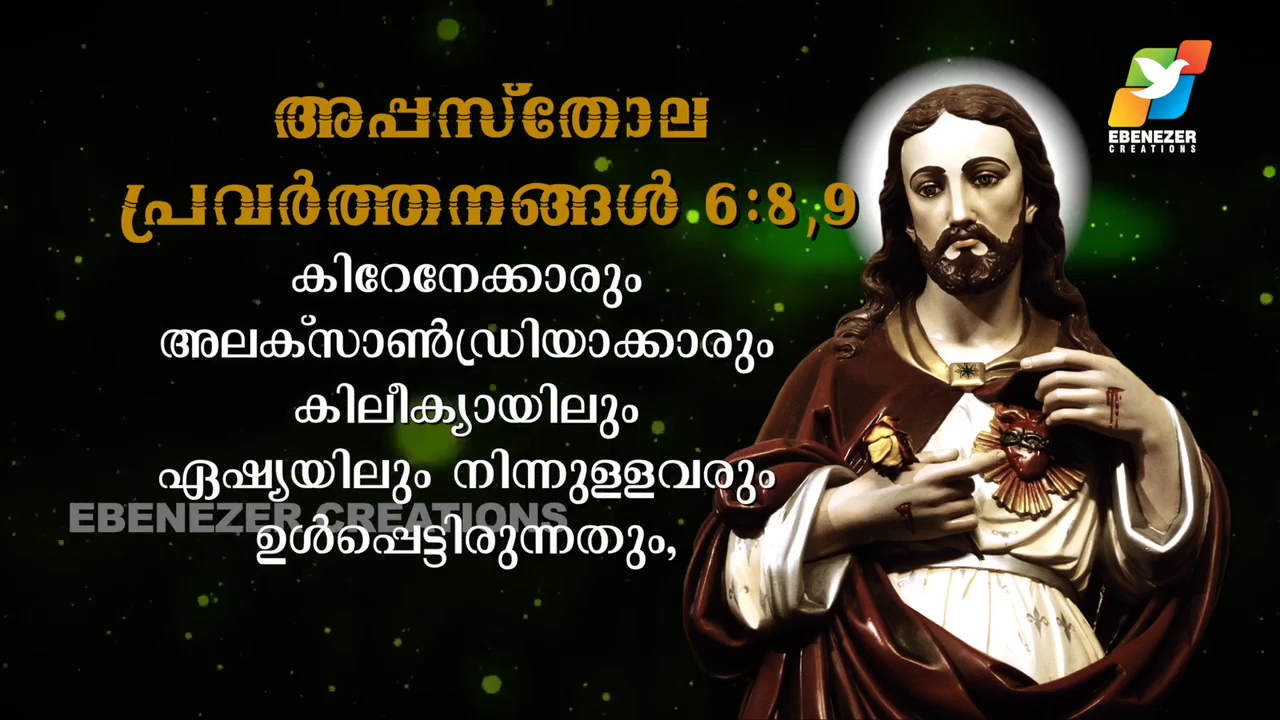 അപ്പസ്തോല
പ്രവർത്തനങ്ങൾ 6:8,9
കിറേനേക്കാരും
അലക്സാൺഡ്രിയാക്കാരും
കിലീക്യായിലും
ഏഷ്യയിലും നിന്നുള്ളവരും
ഉൾപ്പെട്ടിരുന്നതും,
EBENEZER CREATIONS
EBENEZER
CREATIONS